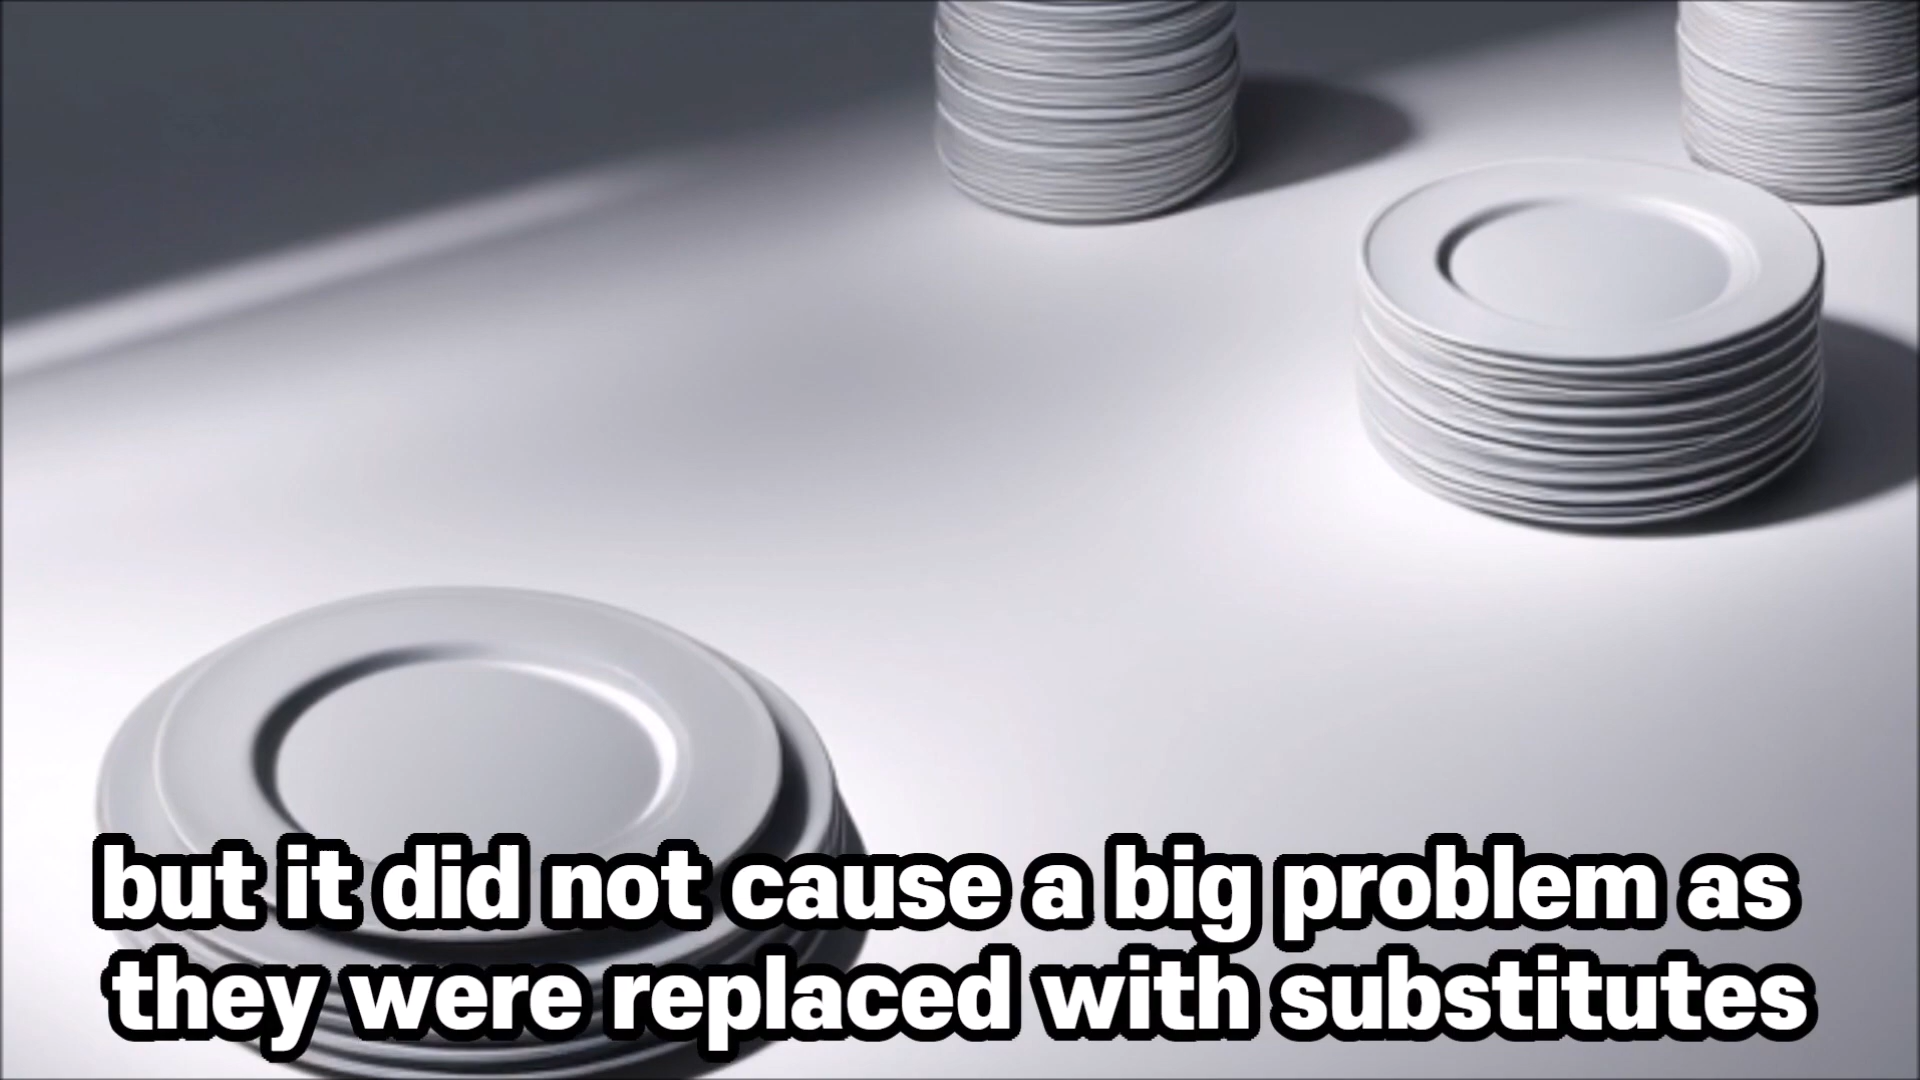 but it did not cause a big problem as
they were replaced with substitutes